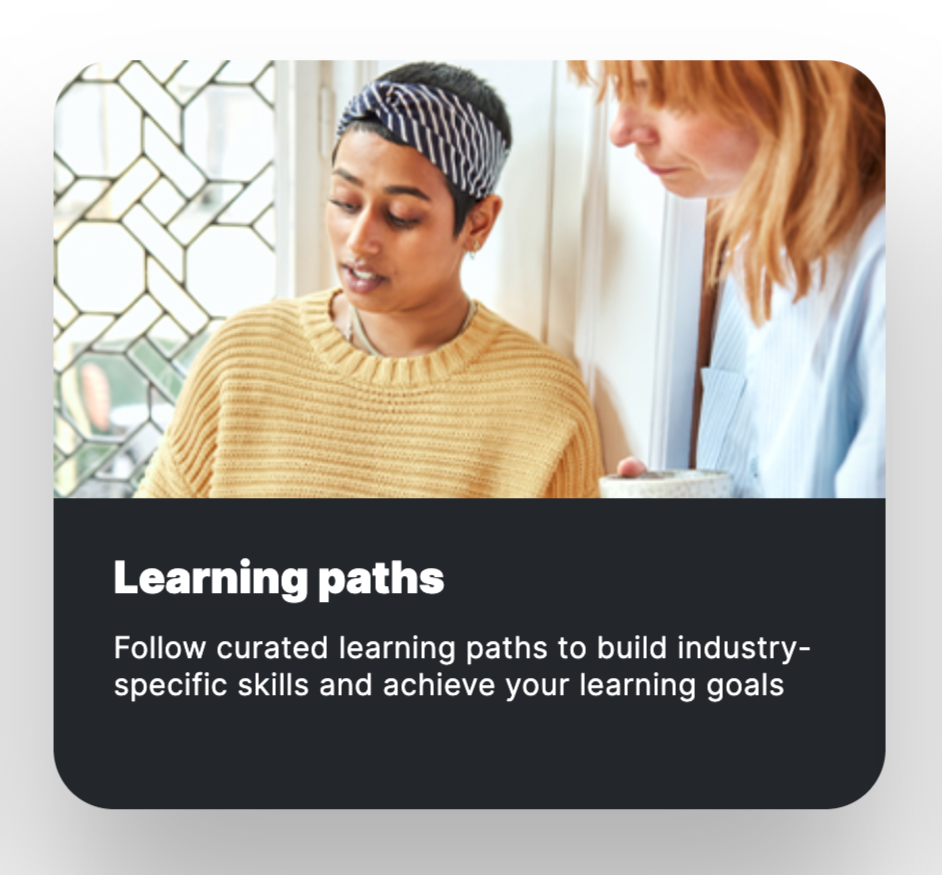 Learning paths
Follow curated learning paths to build industry-
specific skills and achieve your learning goals